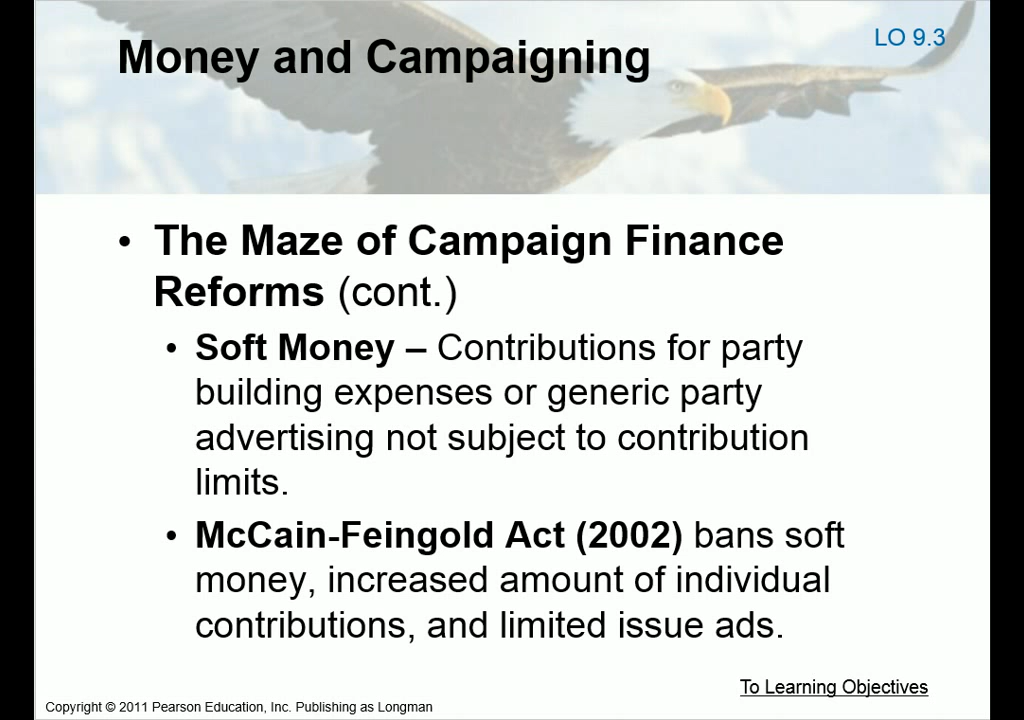 Money and Campaigning
LO 9.3
• The Maze of Campaign Finance
Reforms (cont.)
• Soft Money – Contributions for party
building expenses or generic party
advertising not subject to contribution
limits.
• McCain-Feingold Act (2002) bans soft
money, increased amount of individual
contributions, and limited issue ads.
To Learning Objectives
Copyright © 2011 Pearson Education, Inc. Publishing as Longman